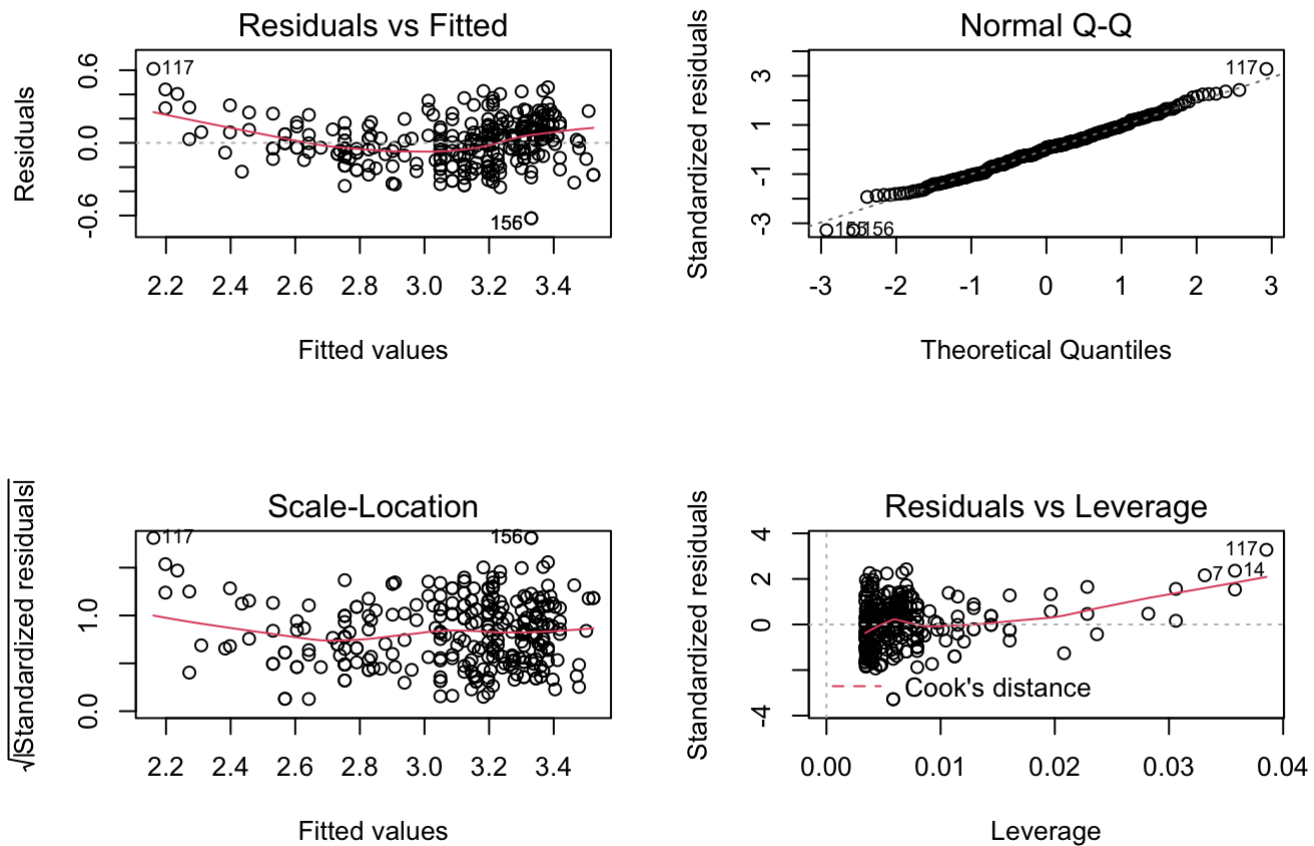 Residuals vs Fitted
Residuals
0.6
0.0
-0.6
117
156
2.2 2.4 2.6 2.8 3.0 3.2 3.4
Fitted values
Normal Q-Q
Standardized residuals
3
1
-1
-3
117
156
-3 -2 -1 0 1 2 3
Theoretical Quantiles
Scale-Location
√|Standardized residuals|
1.0
0.0
117
156
2.2 2.4 2.6 2.8 3.0 3.2 3.4
Fitted values
Residuals vs Leverage
Standardized residuals
4
2
0
-4
117
7
14
Cook's distance
0.00 0.01 0.02 0.03 0.04
Leverage